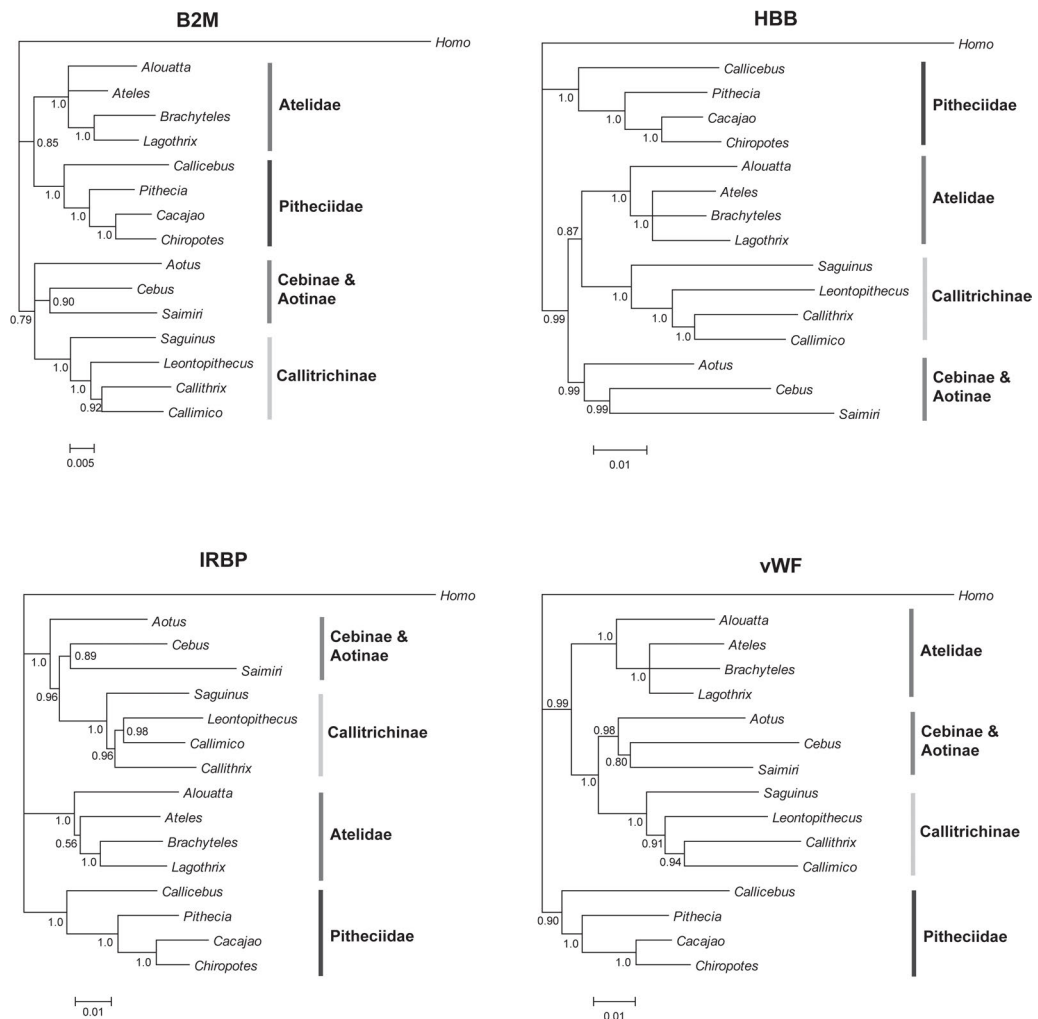 B2M
Homo
Alouatta
Ateles
Brachyteles
Lagothrix
1.0
1.0
0.85
Atelidae
Callicebus
Pithecia
Cacajao
Chiropotes
1.0
1.0
1.0
Pitheciidae
Aotus
Cebus
Saimiri
0.90
0.79
Cebinae &
Aotinae
Saguinus
Leontopithecus
Callithrix
Callimico
1.0
1.0
0.92
Callitrichinae
0.005
HBB
Homo
Callicebus
Pithecia
Cacajao
Chiropotes
1.0
1.0
1.0
Pitheciidae
Alouatta
Ateles
Brachyteles
Lagothrix
1.0
1.0
0.87
Atelidae
Saguinus
Leontopithecus
Callithrix
Callimico
1.0
1.0
1.0
0.99
Callitrichinae
Aotus
Cebus
Saimiri
0.99
0.99
Cebinae &
Aotinae
0.01
IRBP
Homo
Aotus
Cebus
Saimiri
1.0
0.89
0.96
Cebinae &
Aotinae
Saguinus
Leontopithecus
Callimico
Callithrix
1.0
0.98
0.96
Callitrichinae
Alouatta
Ateles
Brachyteles
Lagothrix
1.0
0.56
1.0
Atelidae
Callicebus
Pithecia
Cacajao
Chiropotes
1.0
1.0
1.0
Pitheciidae
0.01
vWF
Homo
Alouatta
Ateles
Brachyteles
Lagothrix
1.0
1.0
0.99
Atelidae
Aotus
Cebus
Saimiri
0.98
0.80
1.0
Cebinae &
Aotinae
Saguinus
Leontopithecus
Callithrix
Callimico
1.0
0.91
0.94
Callitrichinae
Callicebus
Pithecia
Cacajao
Chiropotes
0.90
1.0
1.0
Pitheciidae
0.01